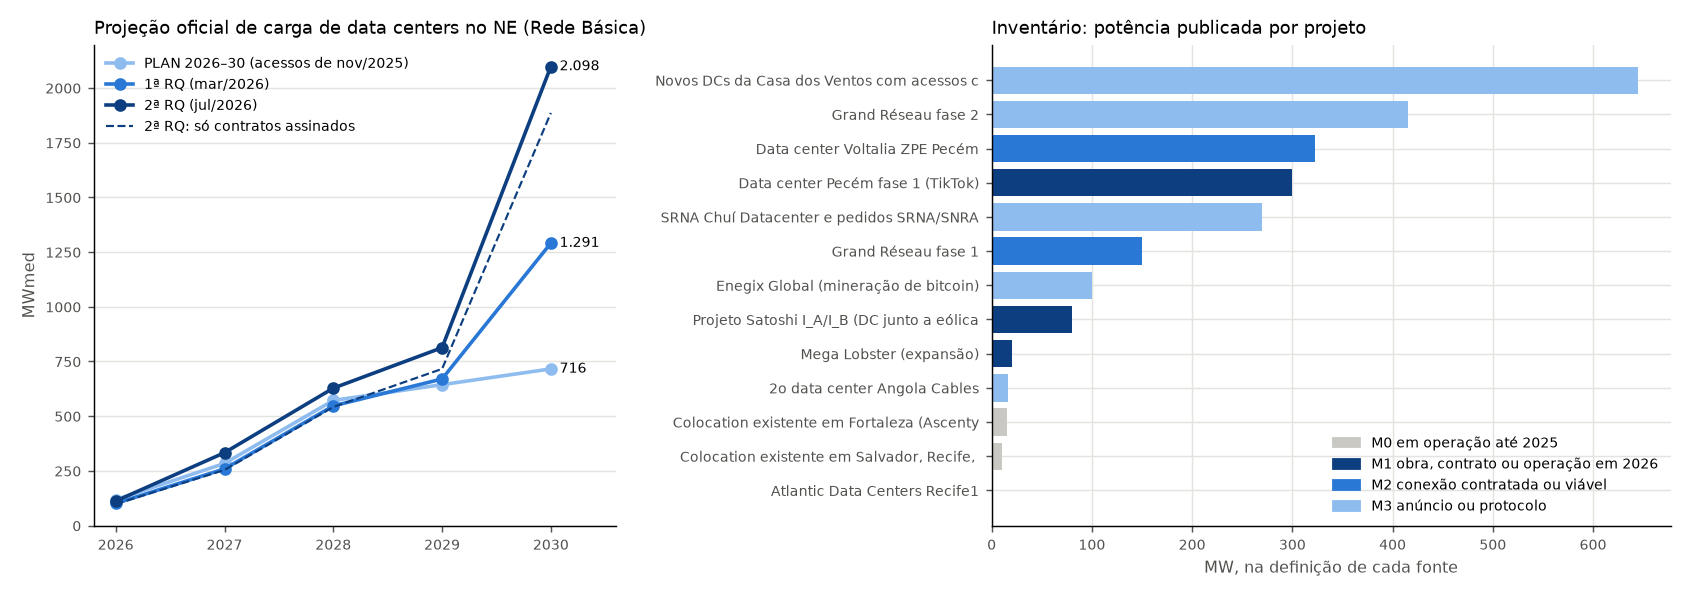 Projeção oficial de carga de data centers no NE (Rede Básica)
PLAN 2026–30 (acessos de nov/2025)
1ª RQ (mar/2026)
2ª RQ (jul/2026)
2ª RQ: só contratos assinados
2.098
1.291
716
MWmed
2000
1750
1500
1250
1000
750
500
250
0
2026
2027
2028
2029
2030
Inventário: potência publicada por projeto
Novos DCs da Casa dos Ventos com acessos c
Grand Réseau fase 2
Data center Voltalia ZPE Pecém
Data center Pecém fase 1 (TikTok)
SRNA Chuí Datacenter e pedidos SRNA/SNRA
Grand Réseau fase 1
Enegix Global (mineração de bitcoin)
Projeto Satoshi I_A/I_B (DC junto a eólica
Mega Lobster (expansão)
2o data center Angola Cables
Colocation existente em Fortaleza (Ascenty
Colocation existente em Salvador, Recife,
Atlantic Data Centers Recife1
M0 em operação até 2025
M1 obra, contrato ou operação em 2026
M2 conexão contratada ou viável
M3 anúncio ou protocolo
0
100
200
300
400
500
600
MW, na definição de cada fonte